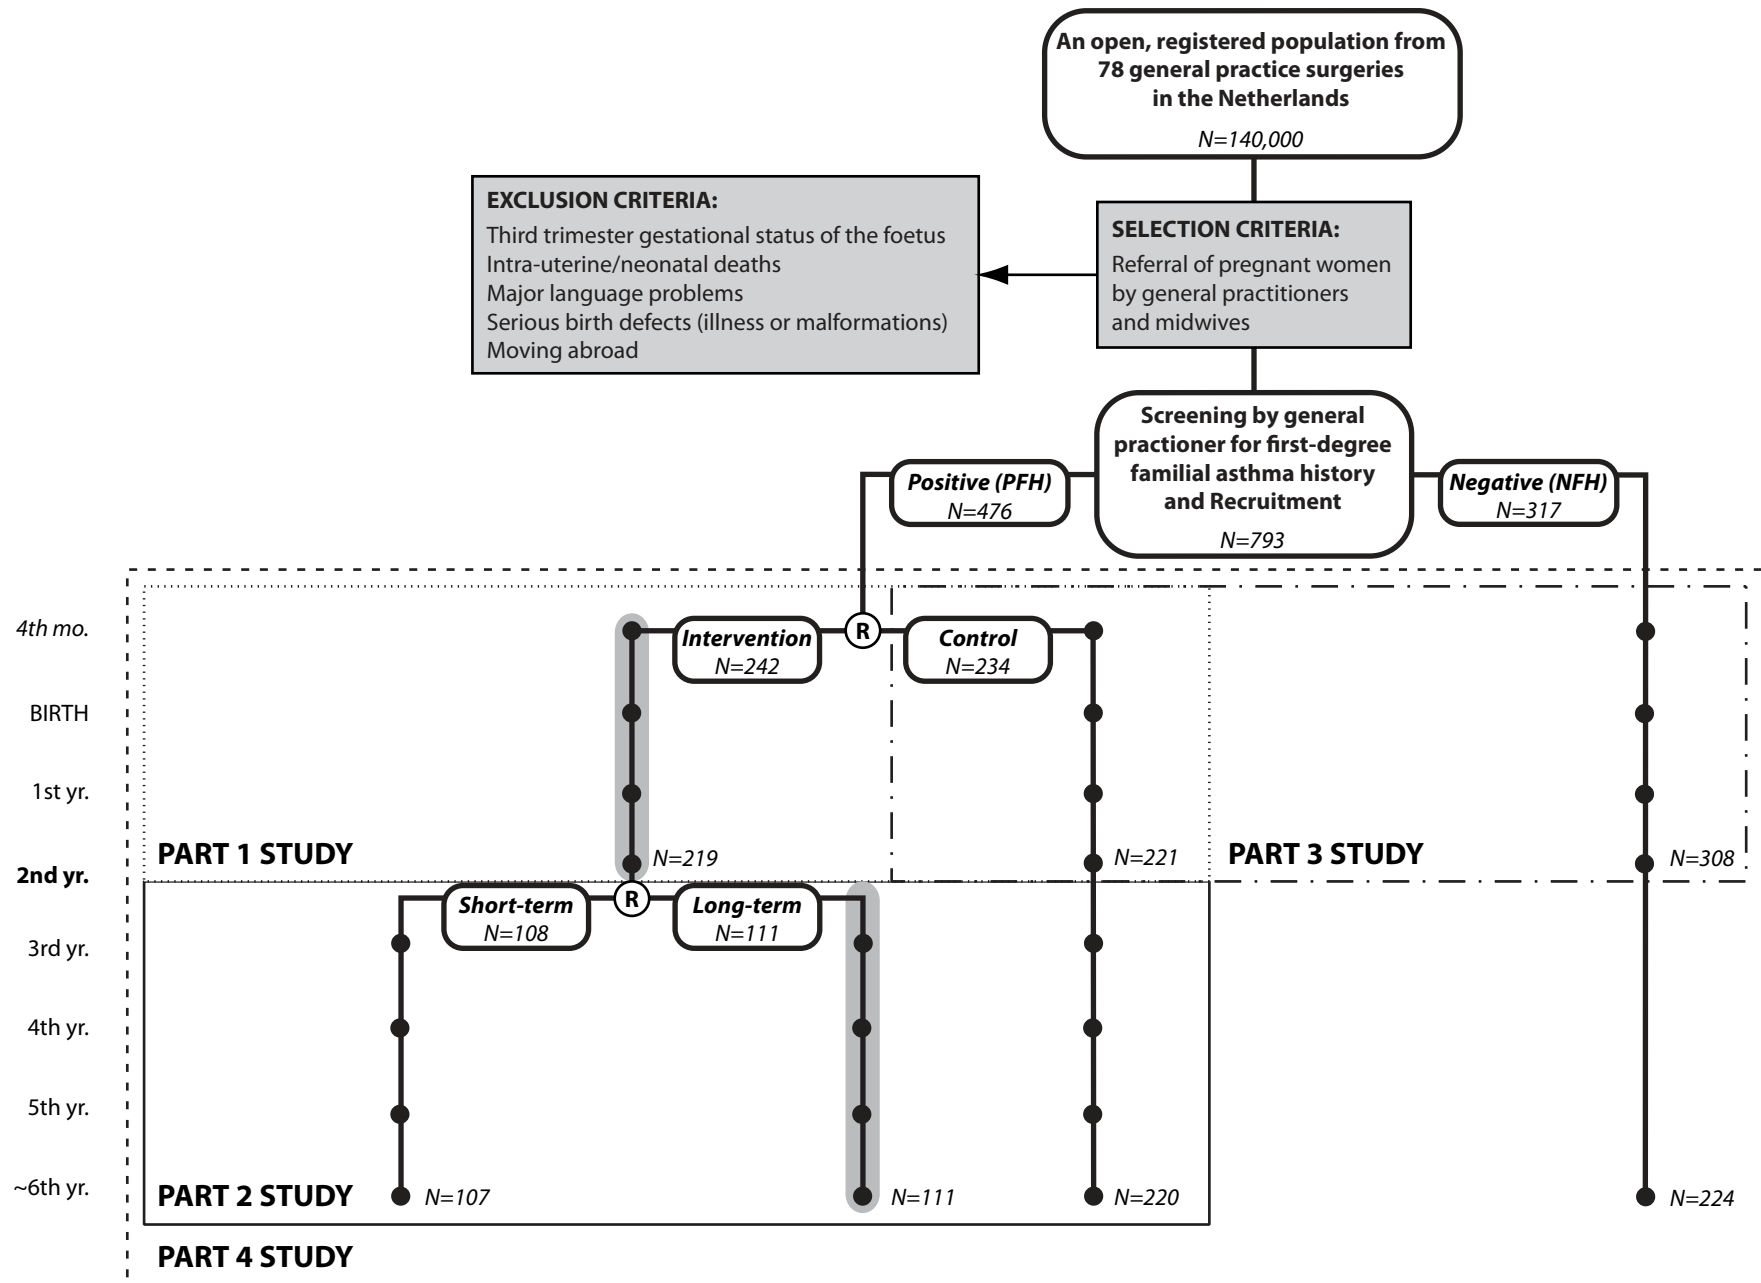 An open, registered population from
78 general practice surgeries
in the Netherlands
N=140,000
EXCLUSION CRITERIA:
Third trimester gestational status of the foetus
Intra-uterine/neonatal deaths
Major language problems
Serious birth defects (illness or malformations)
Moving abroad
SELECTION CRITERIA:
Referral of pregnant women
by general practitioners
and midwives
Screening by general
practioner for first-degree
familial asthma history
and Recruitment
N=793
Positive (PFH)
N=476
Negative (NFH)
N=317
4th mo.
Intervention
N=242
R
Control
N=234
BIRTH
1st yr.
PART 1 STUDY
N=219
N=221
PART 3 STUDY
N=308
2nd yr.
Short-term
N=108
R
Long-term
N=111
3rd yr.
4th yr.
5th yr.
~6th yr.
PART 2 STUDY
N=107
N=111
N=220
N=224
PART 4 STUDY